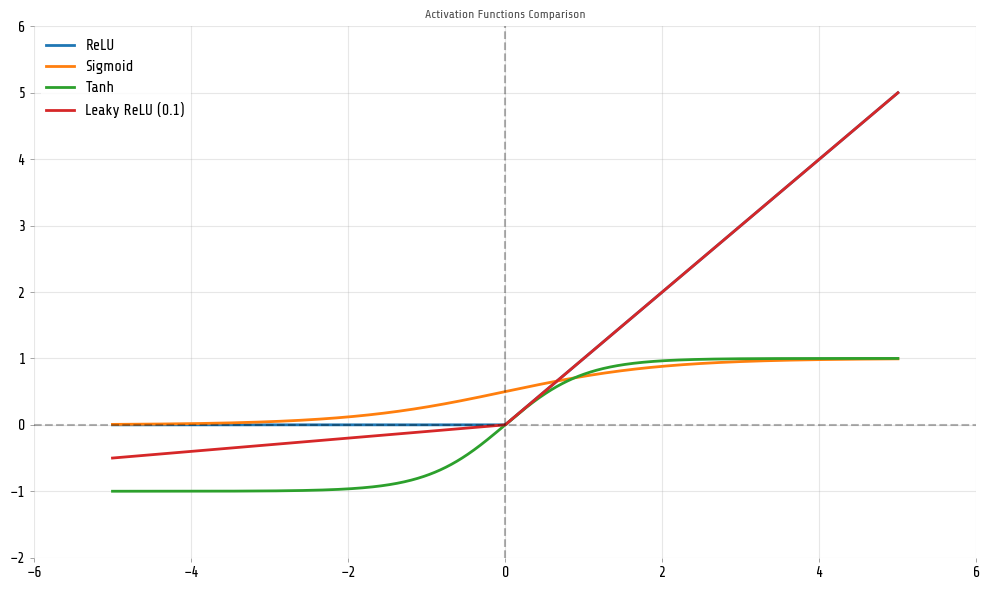 Activation Functions Comparison
6
ReLU
Sigmoid
Tanh
Leaky ReLU (0.1)
5
4
3
2
1
0
−1
−2
−6 −4 −2 0 2 4 6